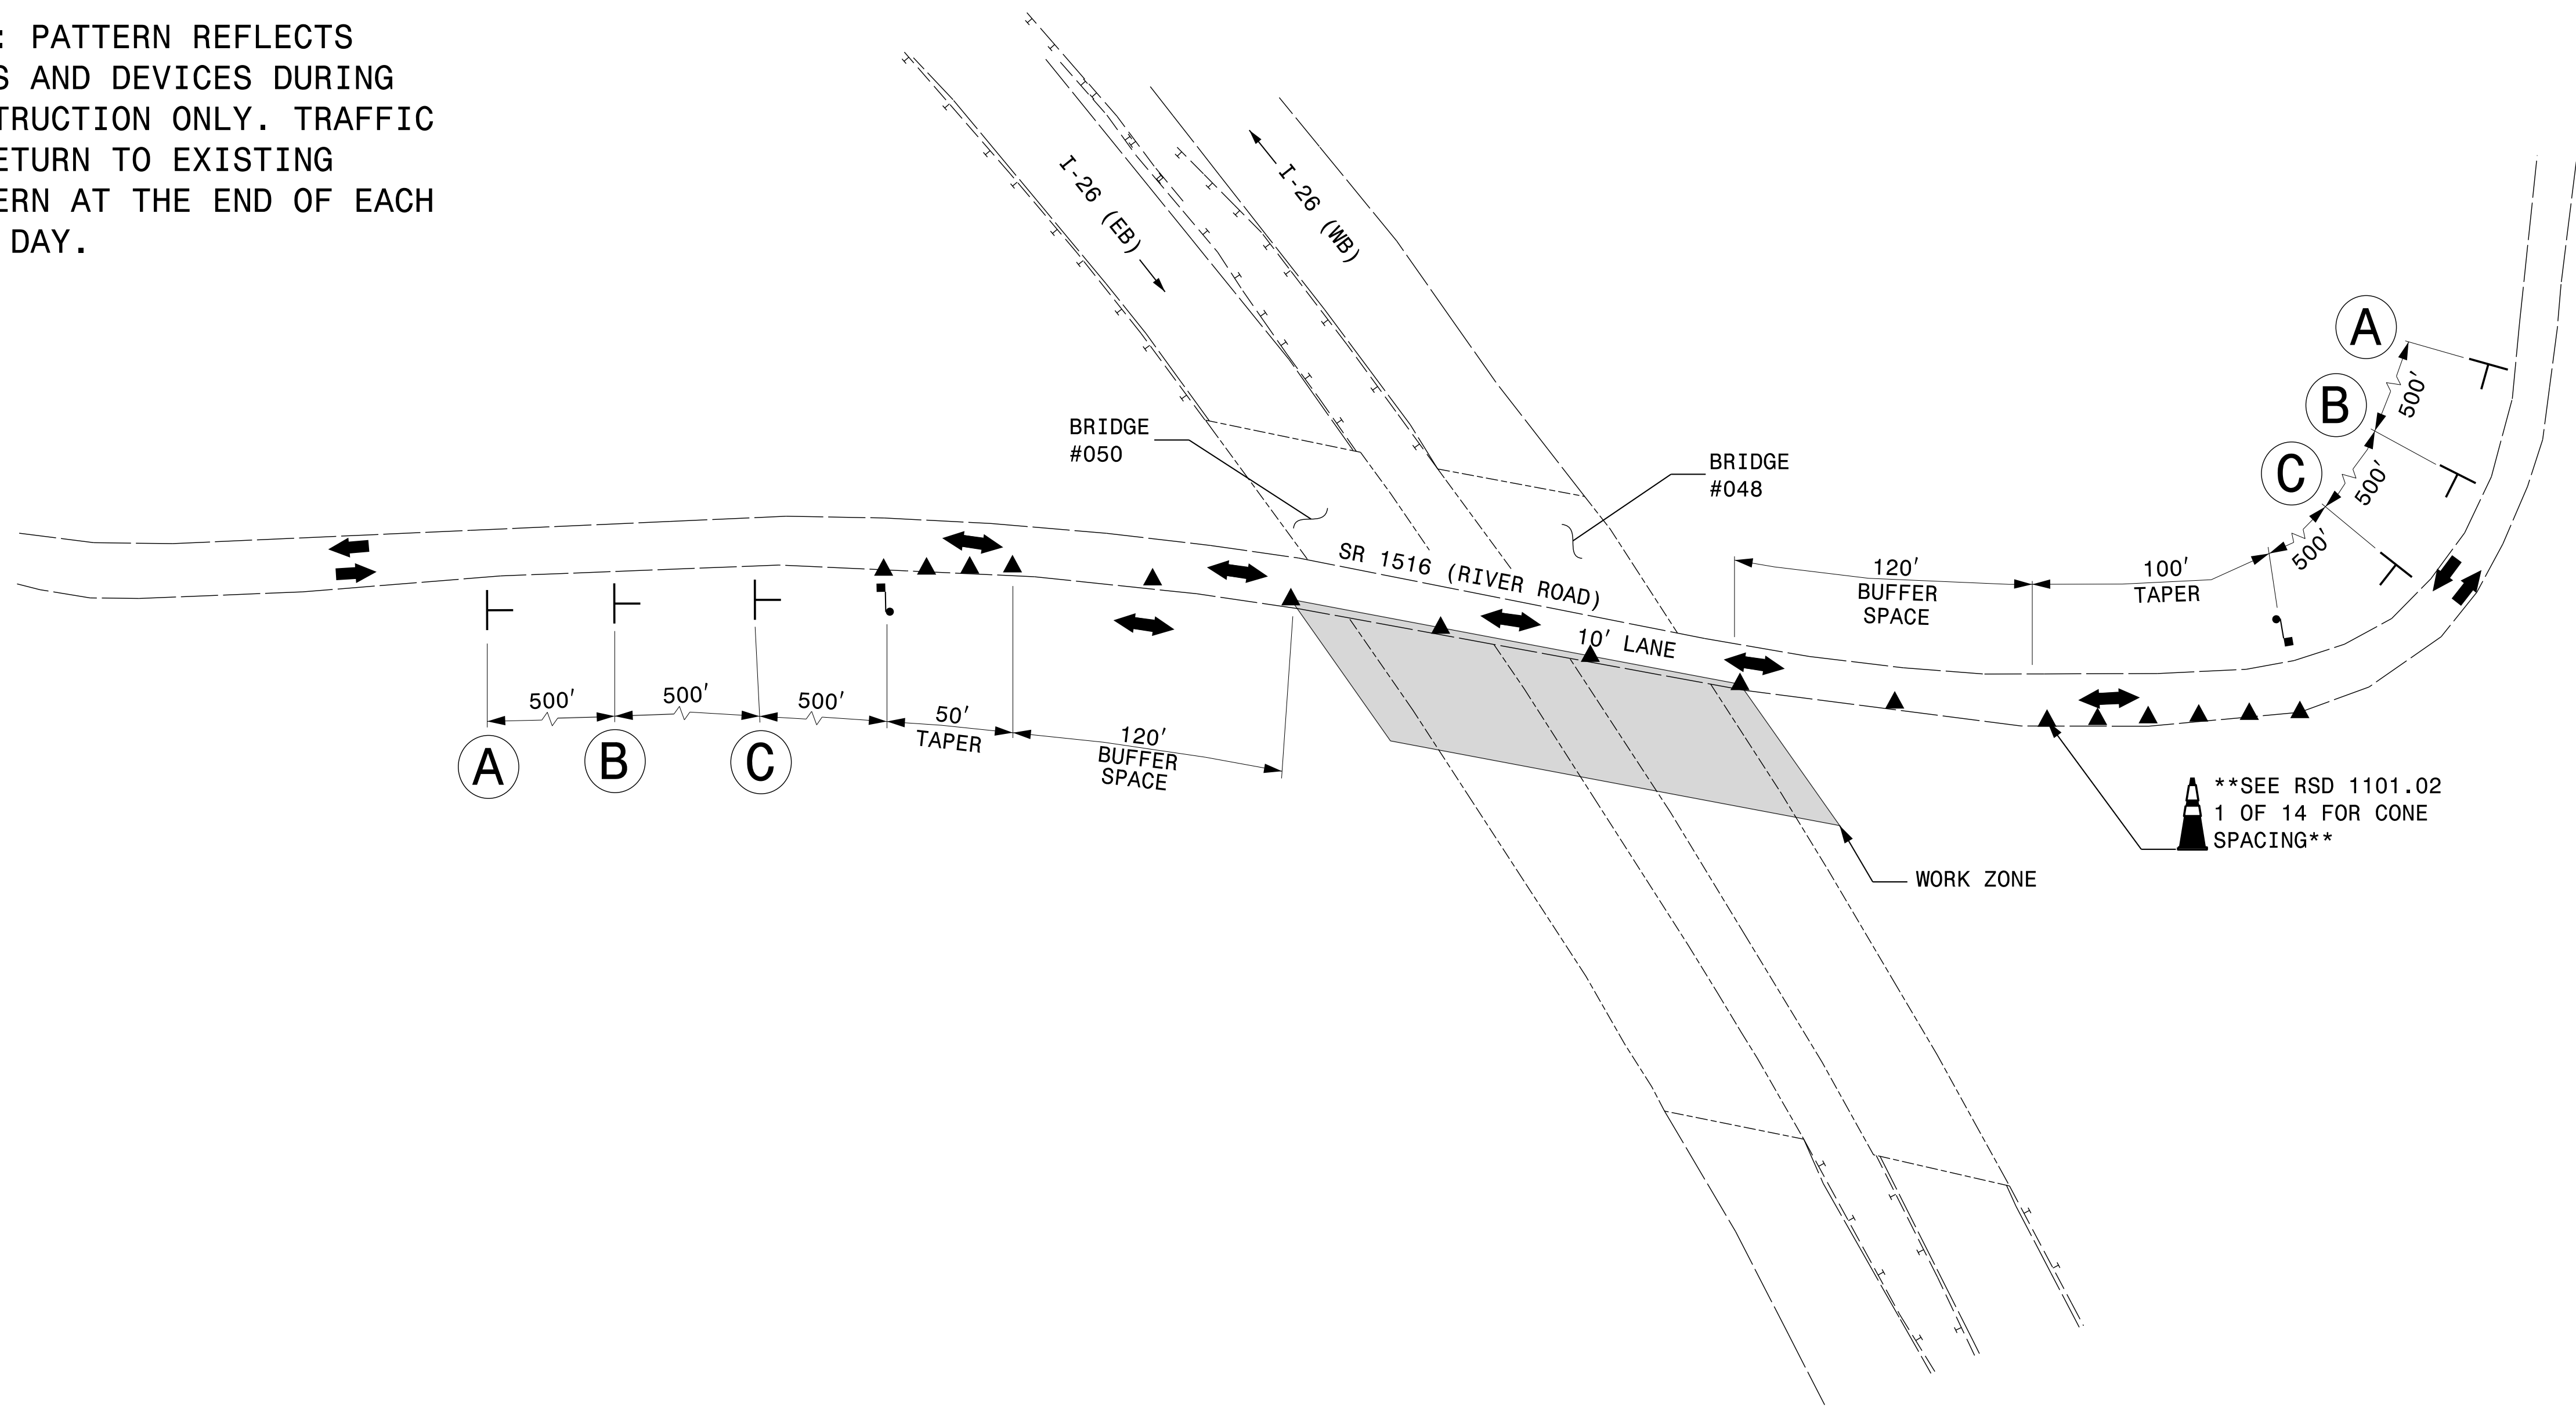 : PATTERN REFLECTS
AND DEVICES DURING
ONLY. TRAFFIC
TO EXISTING
AT THE END OF EACH
DAY.
I-26 (EB)
I-26 (WB)
BRIDGE
#050
BRIDGE
#048
SR 1516 (RIVER ROAD)
10' LANE
120'
BUFFER
SPACE
100'
TAPER
A
500'
B
500'
C
500'
500'
500'
500'
50'
TAPER
120'
BUFFER
SPACE
A
B
C
**SEE RSD 1101.02
1 OF 14 FOR CONE
SPACING**
WORK ZONE